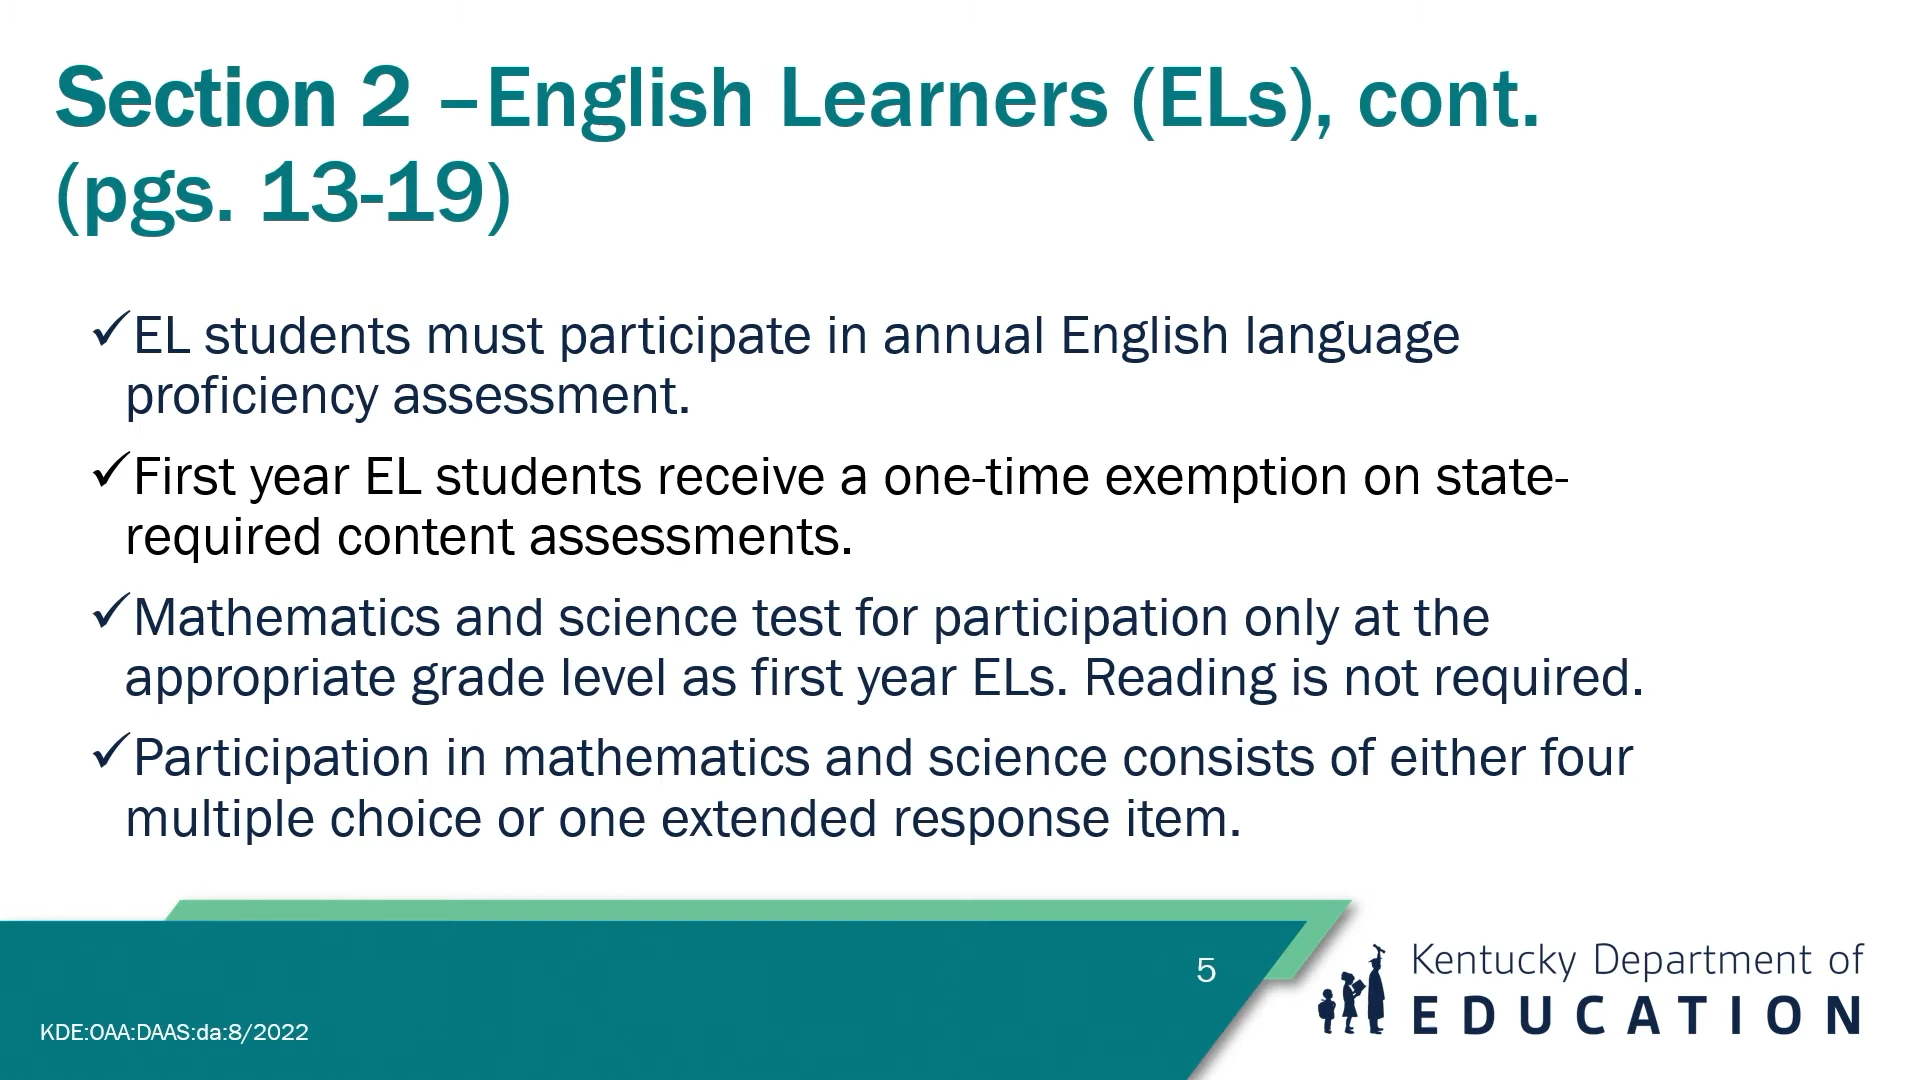 Section 2 –English Learners (ELs), cont.
(pgs. 13-19)
✓EL students must participate in annual English language
proficiency assessment.
✓First year EL students receive a one-time exemption on state-
required content assessments.
✓Mathematics and science test for participation only at the
appropriate grade level as first year ELs. Reading is not required.
✓Participation in mathematics and science consists of either four
multiple choice or one extended response item.
5
KDE:OAA:DAAS:da:8/2022
Kentucky Department of
EDUCATION